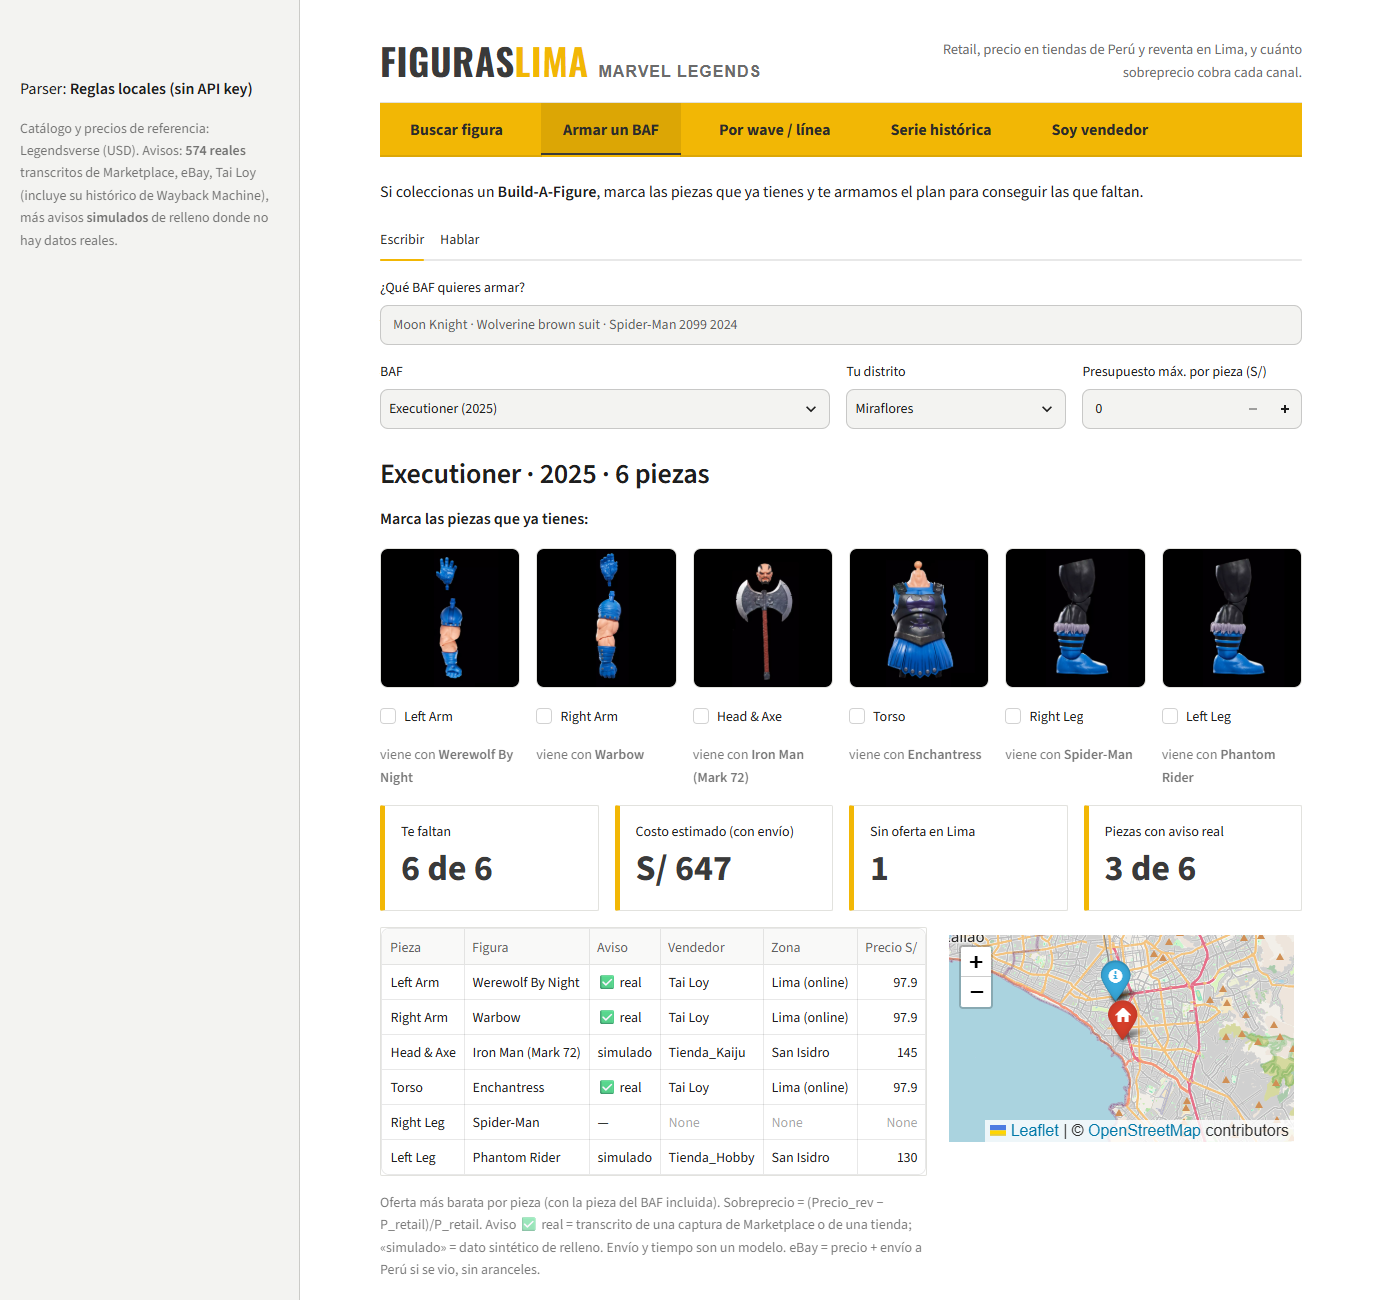 Parser: Reglas locales (sin API key)
Catálogo y precios de referencia:
Legendsverse (USD). Avisos: 574 reales
transcritos de Marketplace, eBay, Tai Loy
(incluye su histórico de Wayback Machine),
más avisos simulados de relleno donde no
hay datos reales.
FIGURASLIMA MARVEL LEGENDS
Retail, precio en tiendas de Perú y reventa en Lima, y cuánto
sobreprecio cobra cada canal.
Buscar figura Armar un BAF Por wave / línea Serie histórica Soy vendedor
Si coleccionas un Build-A-Figure, marca las piezas que ya tienes y te armamos el plan para conseguir las que faltan.
Escribir Hablar
¿Qué BAF quieres armar?
Moon Knight · Wolverine brown suit · Spider-Man 2099 2024
BAF Tu distrito Presupuesto máx. por pieza (S/)
Executioner (2025) Miraflores 0 − +
Executioner · 2025 · 6 piezas
Marca las piezas que ya tienes:
Left Arm Right Arm Head & Axe Torso Right Leg Left Leg
viene con Werewolf By Night
viene con Warbow
viene con Iron Man (Mark 72)
viene con Enchantress
viene con Spider-Man
viene con Phantom Rider
Te faltan Costo estimado (con envío) Sin oferta en Lima Piezas con aviso real
6 de 6 S/ 647 1 3 de 6
Pieza Figura Aviso Vendedor Zona Precio S/
Left Arm Werewolf By Night ✅ real Tai Loy Lima (online) 97.9
Right Arm Warbow ✅ real Tai Loy Lima (online) 97.9
Head & Axe Iron Man (Mark 72) simulado Tienda_Kaiju San Isidro 145
Torso Enchantress ✅ real Tai Loy Lima (online) 97.9
Right Leg Spider-Man — None None None
Left Leg Phantom Rider simulado Tienda_Hobby San Isidro 130
+
−
Leaflet | © OpenStreetMap contributors
Oferta más barata por pieza (con la pieza del BAF incluida). Sobreprecio = (Precio_rev −
P_retail)/P_retail. Aviso ✅ real = transcrito de una captura de Marketplace o de una tienda;
«simulado» = dato sintético de relleno. Envío y tiempo son un modelo. eBay = precio + envío a
Perú si se vio, sin aranceles.